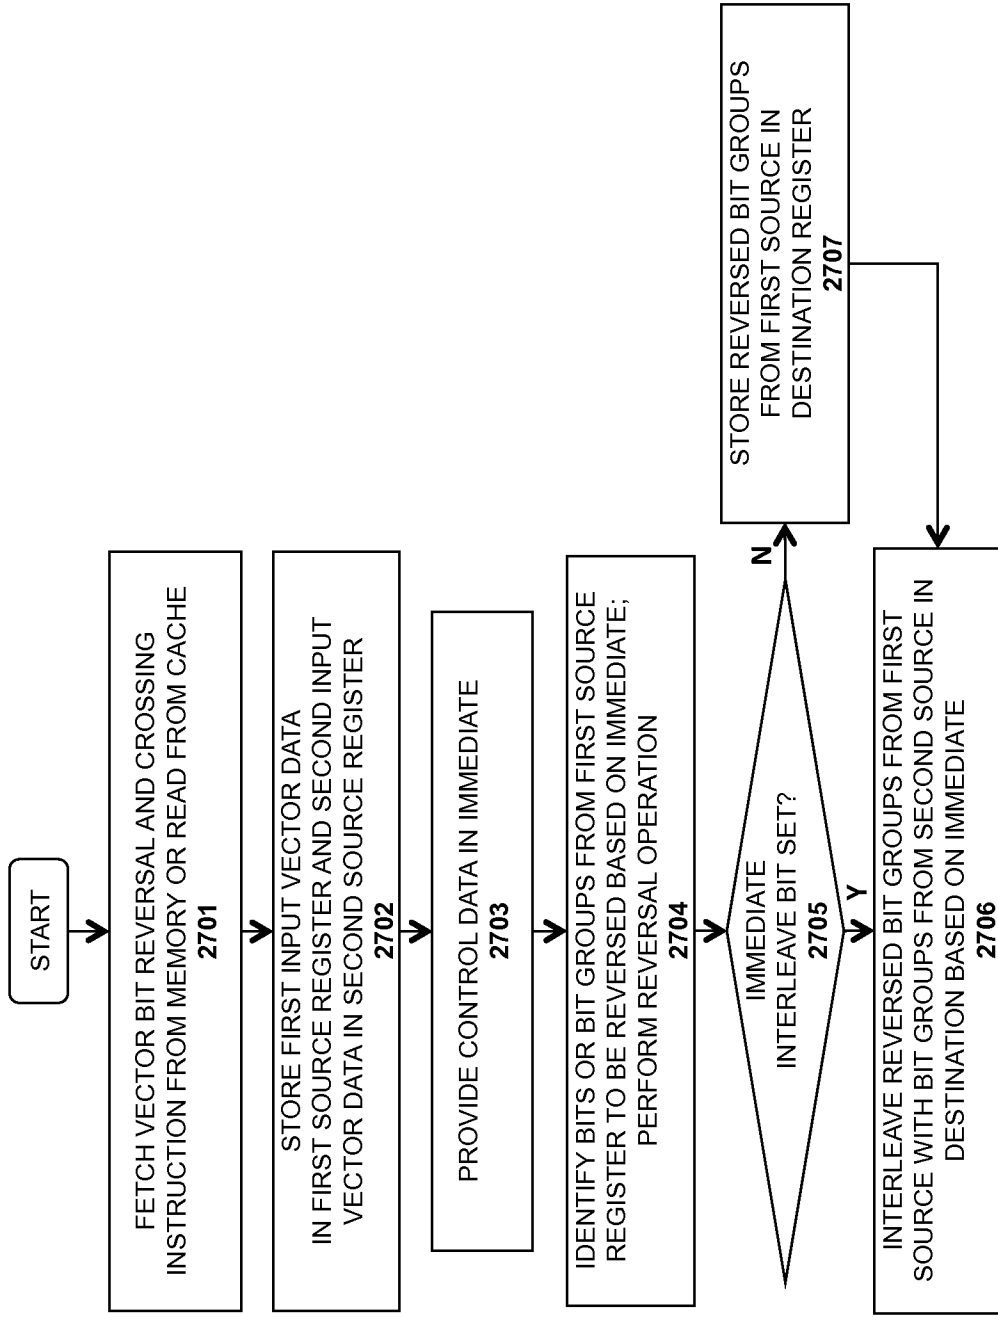 START
FETCH VECTOR BIT REVERSAL AND CROSSING
INSTRUCTION FROM MEMORY OR READ FROM CACHE
2701
STORE FIRST INPUT VECTOR DATA
IN FIRST SOURCE REGISTER AND SECOND INPUT
VECTOR DATA IN SECOND SOURCE REGISTER
2702
PROVIDE CONTROL DATA IN IMMEDIATE
2703
IDENTIFY BITS OR BIT GROUPS FROM FIRST SOURCE
REGISTER TO BE REVERSED BASED ON IMMEDIATE;
PERFORM REVERSAL OPERATION
2704
IMMEDIATE
INTERLEAVE BIT SET?
2705
N
Y
STORE REVERSED BIT GROUPS
FROM FIRST SOURCE IN
DESTINATION REGISTER
2707
INTERLEAVE REVERSED BIT GROUPS FROM FIRST
SOURCE WITH BIT GROUPS FROM SECOND SOURCE IN
DESTINATION BASED ON IMMEDIATE
2706